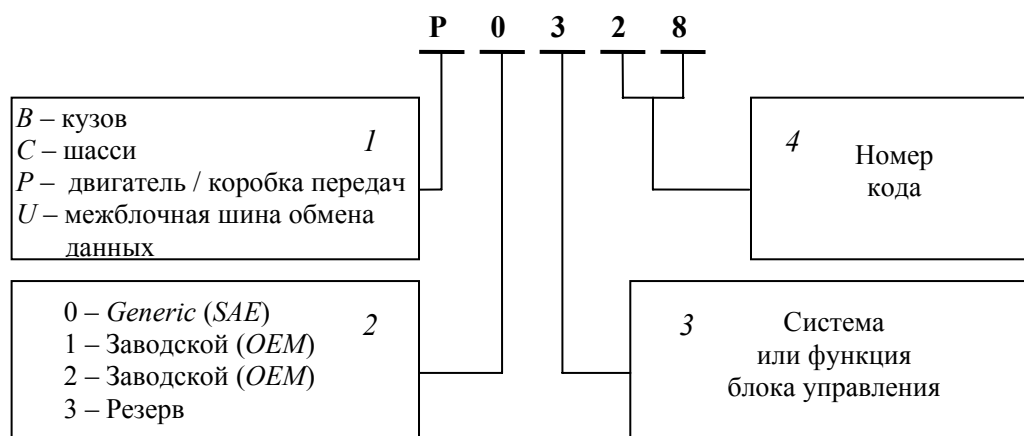 P 0 3 2 8
B – кузов
C – шасси
P – двигатель / коробка передач
U – межблочная шина обмена
данных
1
4
Номер
кода
0 – Generic (SAE)
1 – Заводской (OEM)
2 – Заводской (OEM)
3 – Резерв
2
3
Система
или функция
блока управления